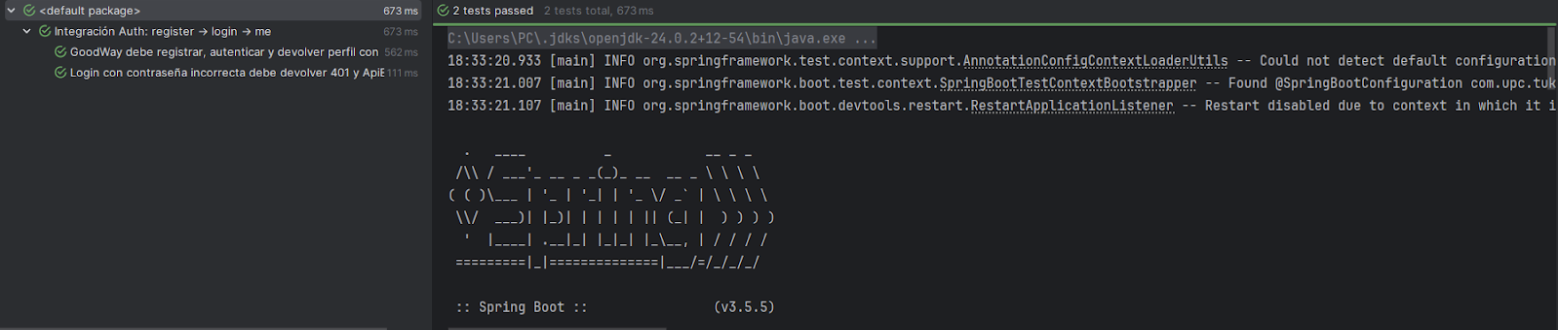 <default package> 673 ms
Integración Auth: register → login → me 673 ms
GoodWay debe registrar, autenticar y devolver perfil con 562 ms
Login con contraseña incorrecta debe devolver 401 y ApiE 111 ms
2 tests passed 2 tests total, 673 ms
C:\Users\PC\.jdks\openjdk-24.0.2+12-54\bin\java.exe ...
18:33:20.933 [main] INFO org.springframework.test.context.support.AnnotationConfigContextLoaderUtils -- Could not detect default configuration
18:33:21.007 [main] INFO org.springframework.boot.test.context.SpringBootTestContextBootstrapper -- Found @SpringBootConfiguration com.upc.tuk
18:33:21.107 [main] INFO org.springframework.boot.devtools.restart.RestartApplicationListener -- Restart disabled due to context in which it i
  .   ____          _            __ _ _
 /\\ / ___'_ __ _ _(_)_ __  __ _ \ \ \ \
( ( )\___ | '_ | '_| | '_ \/ _` | \ \ \ \
 \\/  ___)| |_)| | | | | || (_| |  ) ) ) )
  '  |____| .__|_| |_|_| |_\__, | / / / /
 =========|_|==============|___/=/_/_/_/
:: Spring Boot :: (v3.5.5)